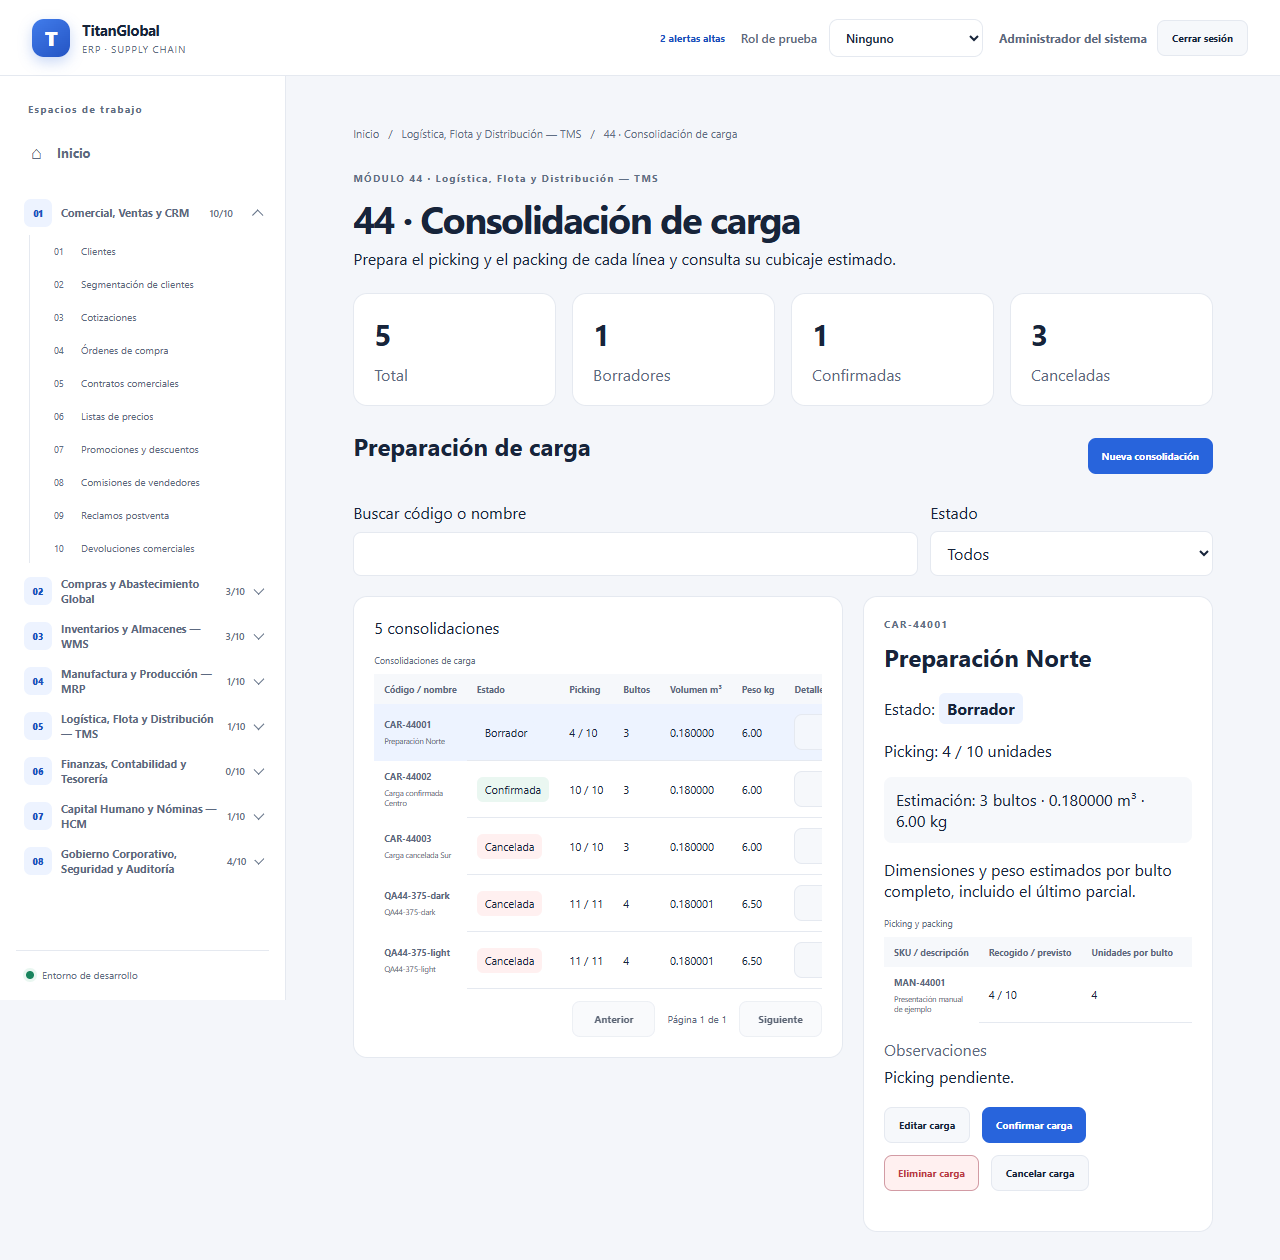 T
TitanGlobal
ERP · SUPPLY CHAIN
2 alertas altas
Rol de prueba
Ninguno
Administrador del sistema
Cerrar sesión
Espacios de trabajo
Inicio
01 Comercial, Ventas y CRM 10/10
01 Clientes
02 Segmentación de clientes
03 Cotizaciones
04 Órdenes de compra
05 Contratos comerciales
06 Listas de precios
07 Promociones y descuentos
08 Comisiones de vendedores
09 Reclamos postventa
10 Devoluciones comerciales
02 Compras y Abastecimiento Global 3/10
03 Inventarios y Almacenes — WMS 3/10
04 Manufactura y Producción — MRP 1/10
05 Logística, Flota y Distribución — TMS 1/10
06 Finanzas, Contabilidad y Tesorería 0/10
07 Capital Humano y Nóminas — HCM 1/10
08 Gobierno Corporativo, Seguridad y Auditoría 4/10
Entorno de desarrollo
Inicio / Logística, Flota y Distribución — TMS / 44 · Consolidación de carga
MÓDULO 44 · Logística, Flota y Distribución — TMS
44 · Consolidación de carga
Prepara el picking y el packing de cada línea y consulta su cubicaje estimado.
5
Total
1
Borradores
1
Confirmadas
3
Canceladas
Preparación de carga
Nueva consolidación
Buscar código o nombre
Estado
Todos
5 consolidaciones
Consolidaciones de carga
Código / nombre Estado Picking Bultos Volumen m³ Peso kg Detalle
CAR-44001
Preparación Norte
Borrador 4 / 10 3 0.180000 6.00
CAR-44002
Carga confirmada
Centro
Confirmada 10 / 10 3 0.180000 6.00
CAR-44003
Carga cancelada Sur
Cancelada 10 / 10 3 0.180000 6.00
QA44-375-dark
QA44-375-dark
Cancelada 11 / 11 4 0.180001 6.50
QA44-375-light
QA44-375-light
Cancelada 11 / 11 4 0.180001 6.50
Anterior
Página 1 de 1
Siguiente
CAR-44001
Preparación Norte
Estado: Borrador
Picking: 4 / 10 unidades
Estimación: 3 bultos · 0.180000 m³ ·
6.00 kg
Dimensiones y peso estimados por bulto
completo, incluido el último parcial.
Picking y packing
SKU / descripción Recogido / previsto Unidades por bulto
MAN-44001
Presentación manual
de ejemplo
4 / 10 4
Observaciones
Picking pendiente.
Editar carga
Confirmar carga
Eliminar carga
Cancelar carga